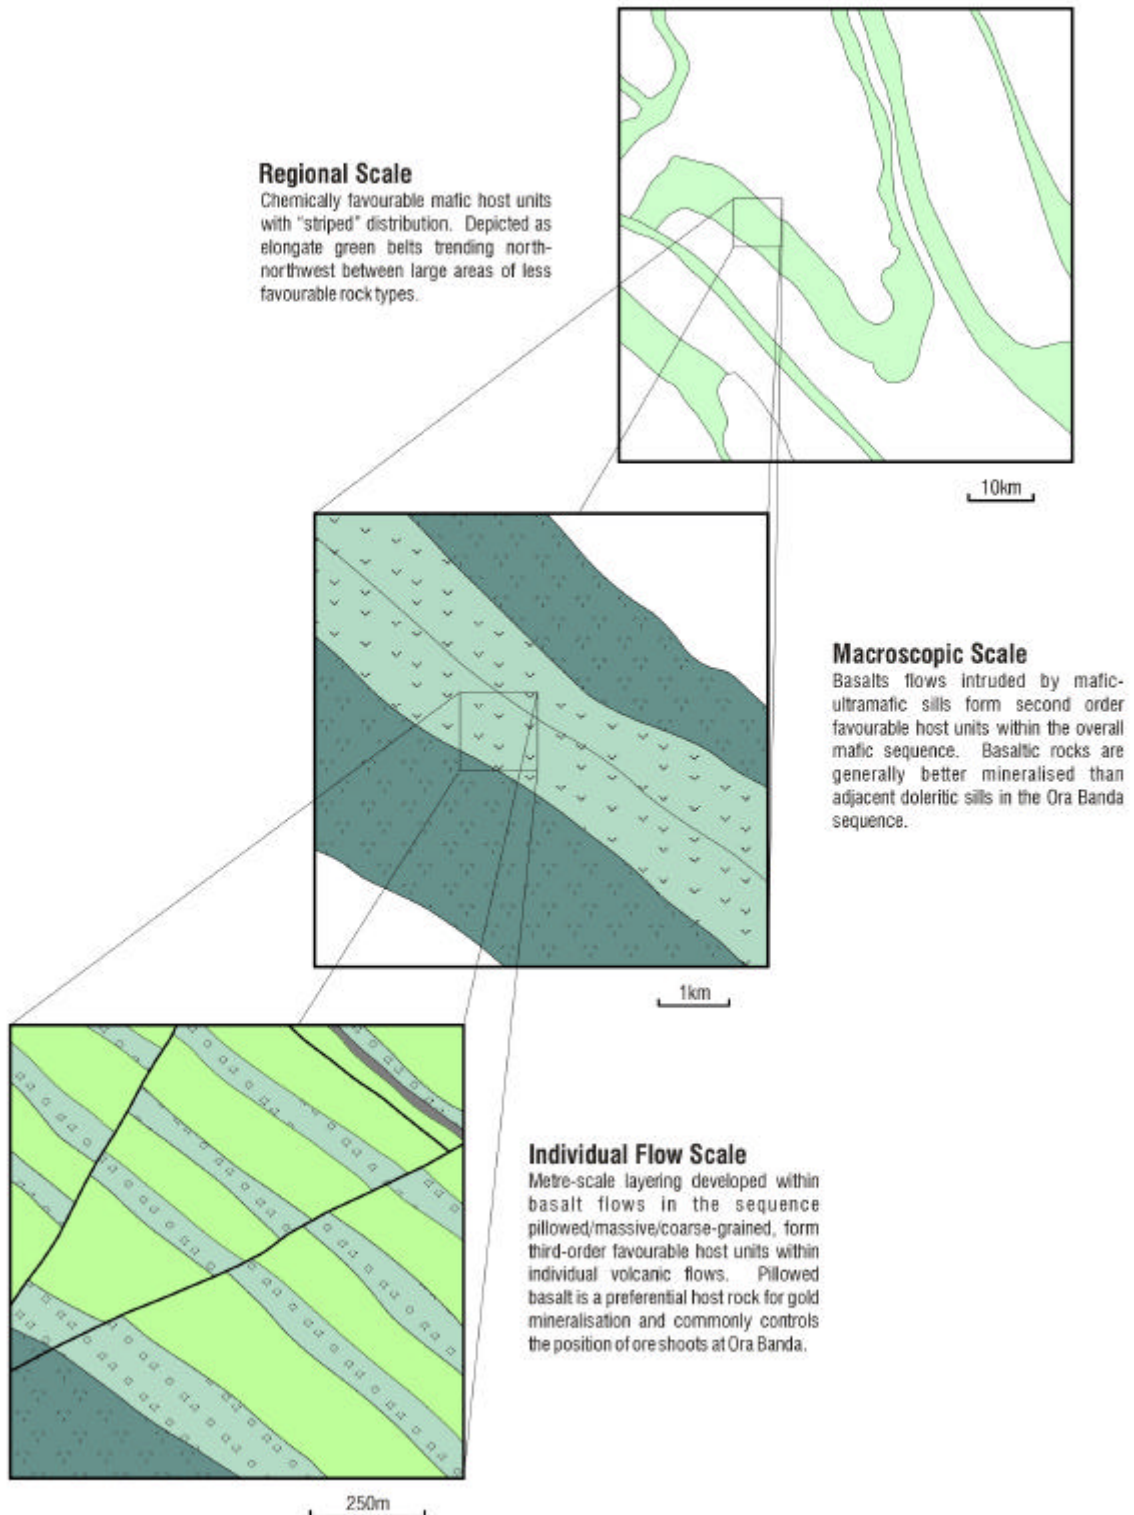 Regional Scale
Chemically favourable mafic host units
with "striped" distribution. Depicted as
elongate green belts trending north-
northwest between large areas of less
favourable rock types.
10km
Macroscopic Scale
Basalts flows intruded by mafic-
ultramafic sills form second order
favourable host units within the overall
mafic sequence. Basaltic rocks are
generally better mineralised than
adjacent doleritic sills in the Ora Banda
sequence.
1km
Individual Flow Scale
Metre-scale layering developed within
basalt flows in the sequence
pillowed/massive/coarse-grained, form
third-order favourable host units within
individual volcanic flows. Pillowed
basalt is a preferential host rock for gold
mineralisation and commonly controls
the position of ore shoots at Ora Banda.
250m